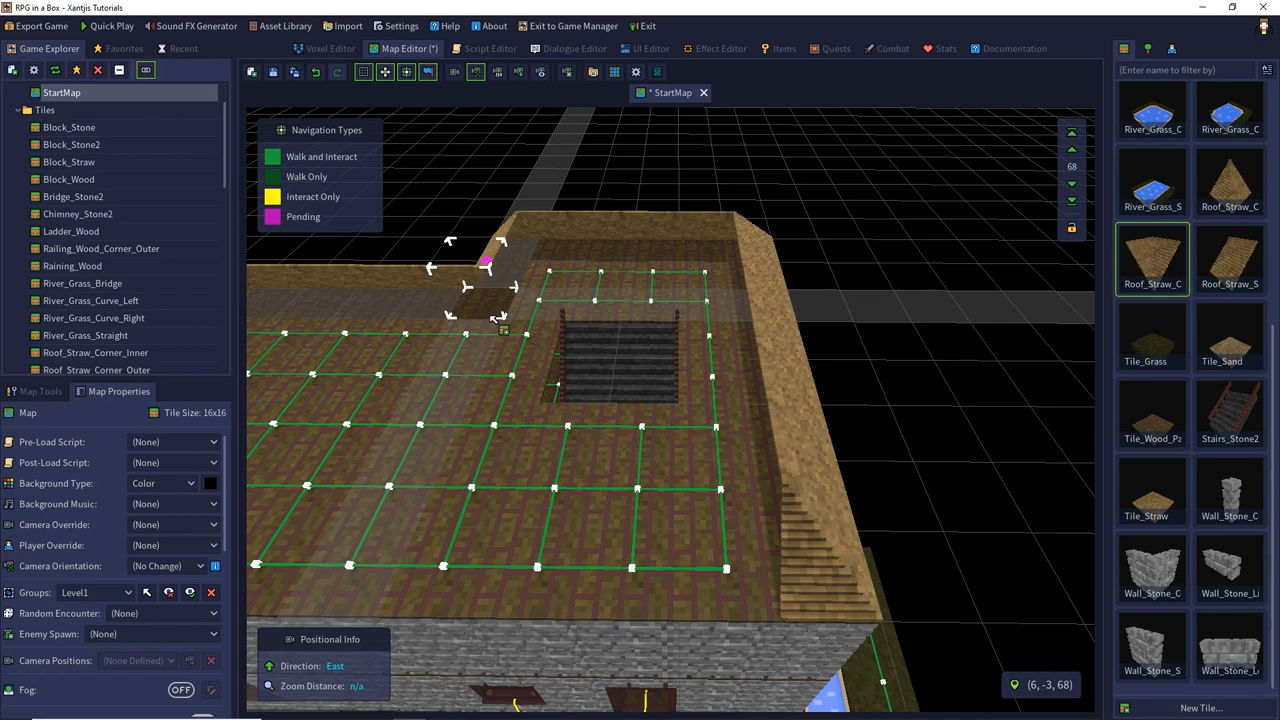 RPG in a Box - Xantjis Tutorials
Export Game
Quick Play
Sound FX Generator
Asset Library
Import
Settings
Help
About
Exit to Game Manager
Exit
Game Explorer
Favorites
Recent
Voxel Editor
Map Editor (*)
Script Editor
Dialogue Editor
UI Editor
Effect Editor
Items
Quests
Combat
Stats
Documentation
StartMap
Tiles
Block_Stone
Block_Stone2
Block_Straw
Block_Wood
Bridge_Stone2
Chimney_Stone2
Ladder_Wood
Railing_Wood_Corner_Outer
Raining_Wood
River_Grass_Bridge
River_Grass_Curve_Left
River_Grass_Curve_Right
River_Grass_Straight
Roof_Straw_Corner_Inner
Roof_Straw_Corner_Outer
Map Tools
Map Properties
Map
Tile Size: 16x16
Pre-Load Script:
(None)
Post-Load Script:
(None)
Background Type:
Color
Background Music:
(None)
Camera Override:
(None)
Player Override:
(None)
Camera Orientation:
(No Change)
Groups:
Level1
Random Encounter:
(None)
Enemy Spawn:
(None)
Camera Positions:
(None Defined)
Fog:
OFF
* StartMap
Navigation Types
Walk and Interact
Walk Only
Interact Only
Pending
68
Positional Info
Direction: East
Zoom Distance: n/a
(6, -3, 68)
(Enter name to filter by)
River_Grass_C
River_Grass_C
River_Grass_S
Roof_Straw_C
Roof_Straw_C
Roof_Straw_S
Tile_Grass
Tile_Sand
Tile_Wood_Pa
Stairs_Stone2
Tile_Straw
Wall_Stone_C
Wall_Stone_C
Wall_Stone_Li
Wall_Stone_S
Wall_Stone_Lo
New Tile...